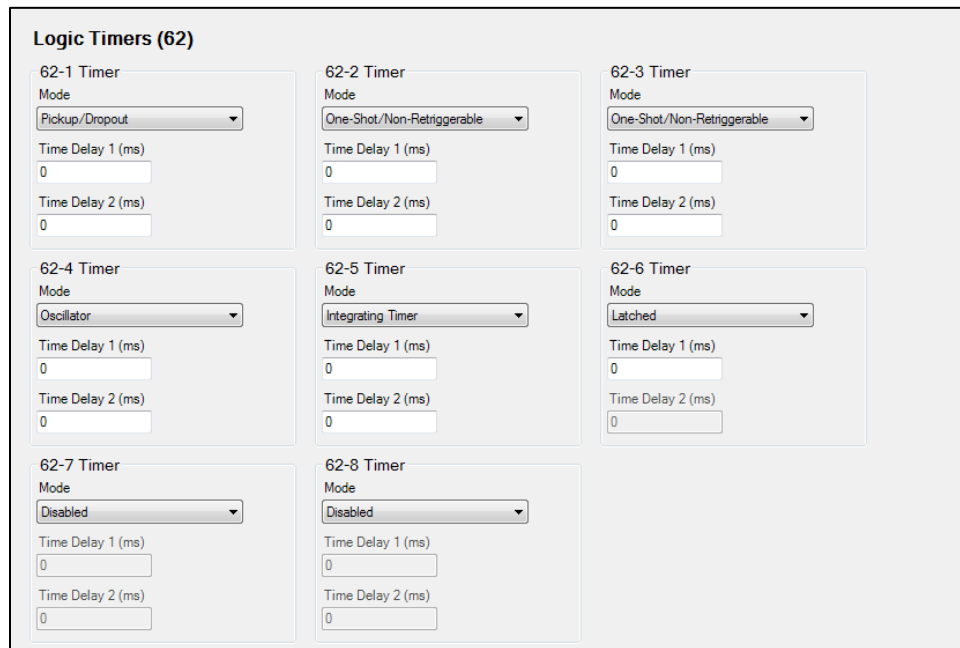 Logic Timers (62)
62-1 Timer
Mode
Pickup/Dropout
Time Delay 1 (ms)
0
Time Delay 2 (ms)
0
62-2 Timer
Mode
One-Shot/Non-Retriggerable
Time Delay 1 (ms)
0
Time Delay 2 (ms)
0
62-3 Timer
Mode
One-Shot/Non-Retriggerable
Time Delay 1 (ms)
0
Time Delay 2 (ms)
0
62-4 Timer
Mode
Oscillator
Time Delay 1 (ms)
0
Time Delay 2 (ms)
0
62-5 Timer
Mode
Integrating Timer
Time Delay 1 (ms)
0
Time Delay 2 (ms)
0
62-6 Timer
Mode
Latched
Time Delay 1 (ms)
0
Time Delay 2 (ms)
0
62-7 Timer
Mode
Disabled
Time Delay 1 (ms)
0
Time Delay 2 (ms)
0
62-8 Timer
Mode
Disabled
Time Delay 1 (ms)
0
Time Delay 2 (ms)
0